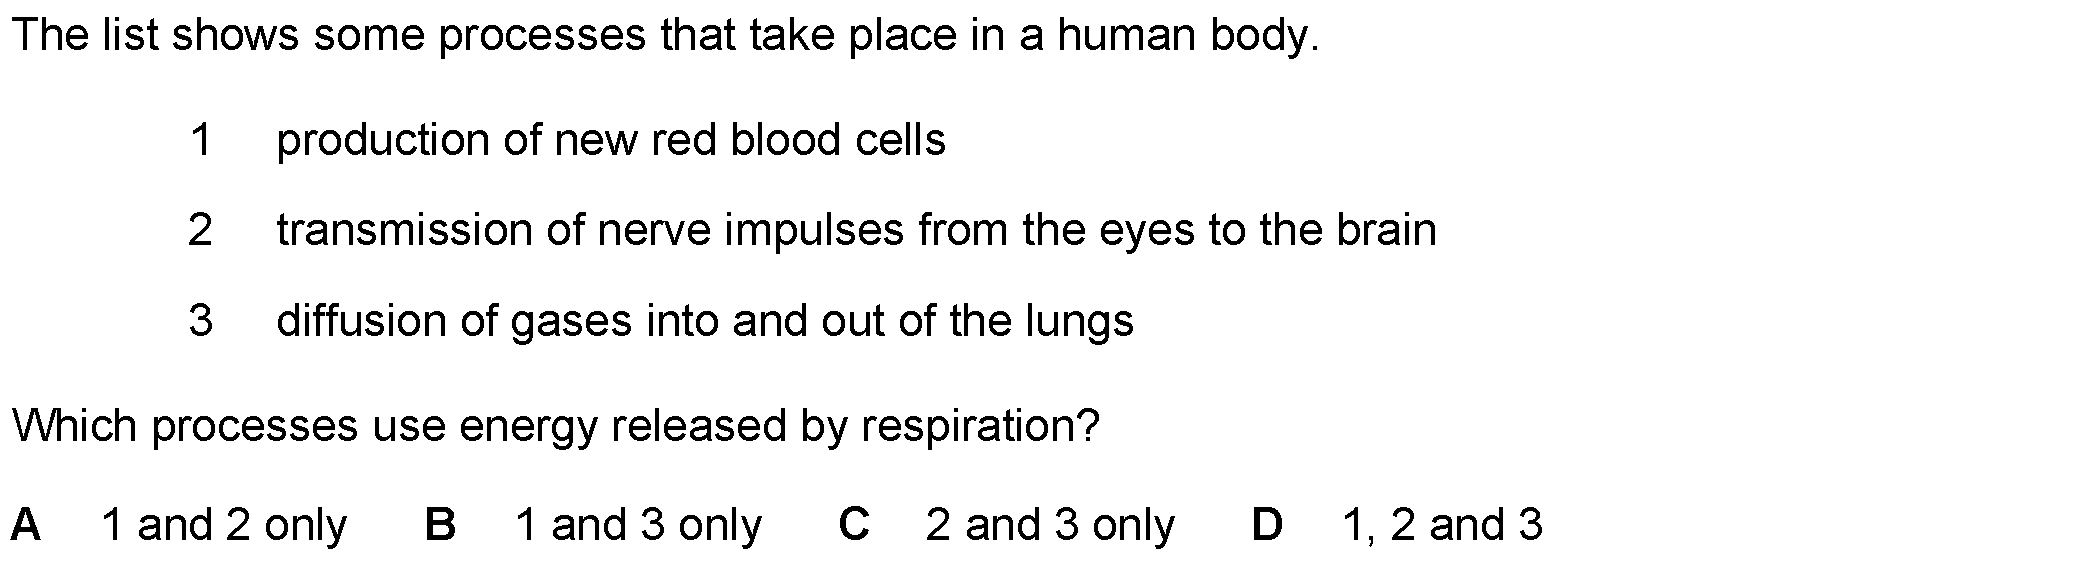 The list shows some processes that take place in a human body.
1 production of new red blood cells
2 transmission of nerve impulses from the eyes to the brain
3 diffusion of gases into and out of the lungs
Which processes use energy released by respiration?
A 1 and 2 only B 1 and 3 only C 2 and 3 only D 1, 2 and 3